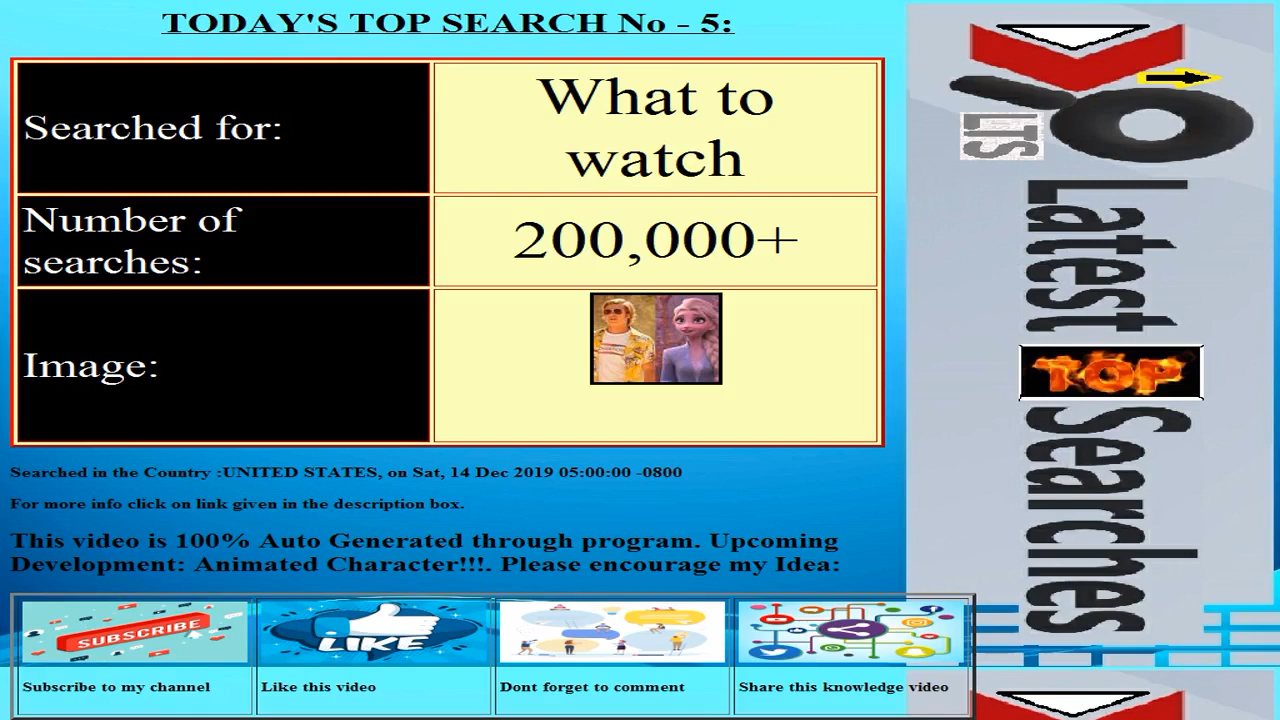 TODAY'S TOP SEARCH No - 5:
Searched for:
What to
watch
Number of
searches:
200,000+
Image:
Searched in the Country :UNITED STATES, on Sat, 14 Dec 2019 05:00:00 -0800
For more info click on link given in the description box.
This video is 100% Auto Generated through program. Upcoming
Development: Animated Character!!!. Please encourage my Idea:
SUBSCRIBE
LIKE
Subscribe to my channel
Like this video
Dont forget to comment
Share this knowledge video
LTS
Latest
TOP
Searches